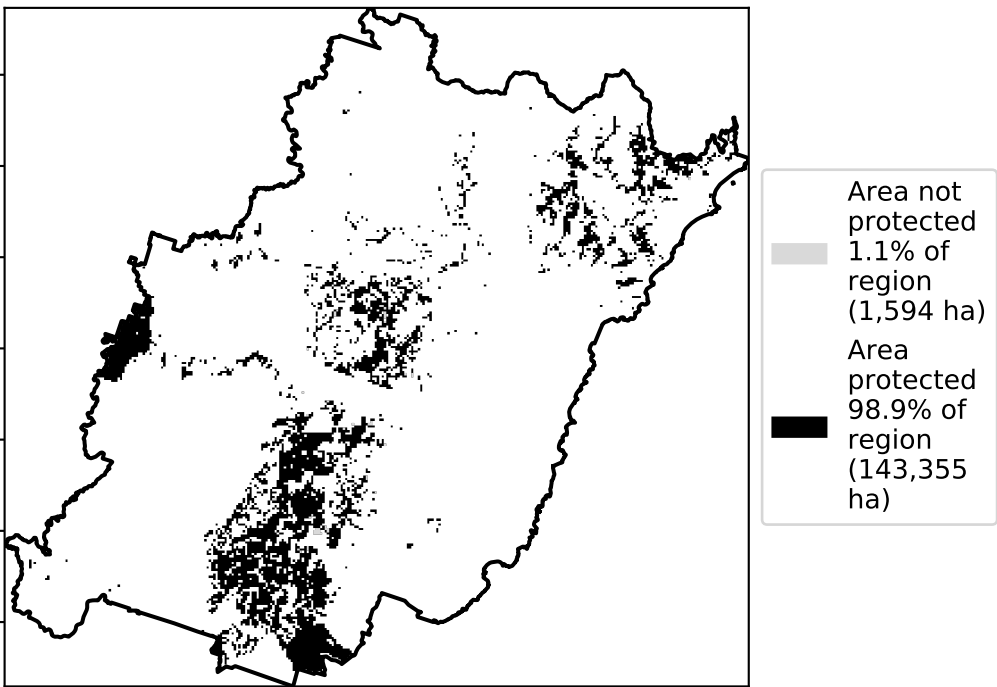 Area not
protected
1.1% of
region
(1,594 ha)
Area
protected
98.9% of
region
(143,355
ha)